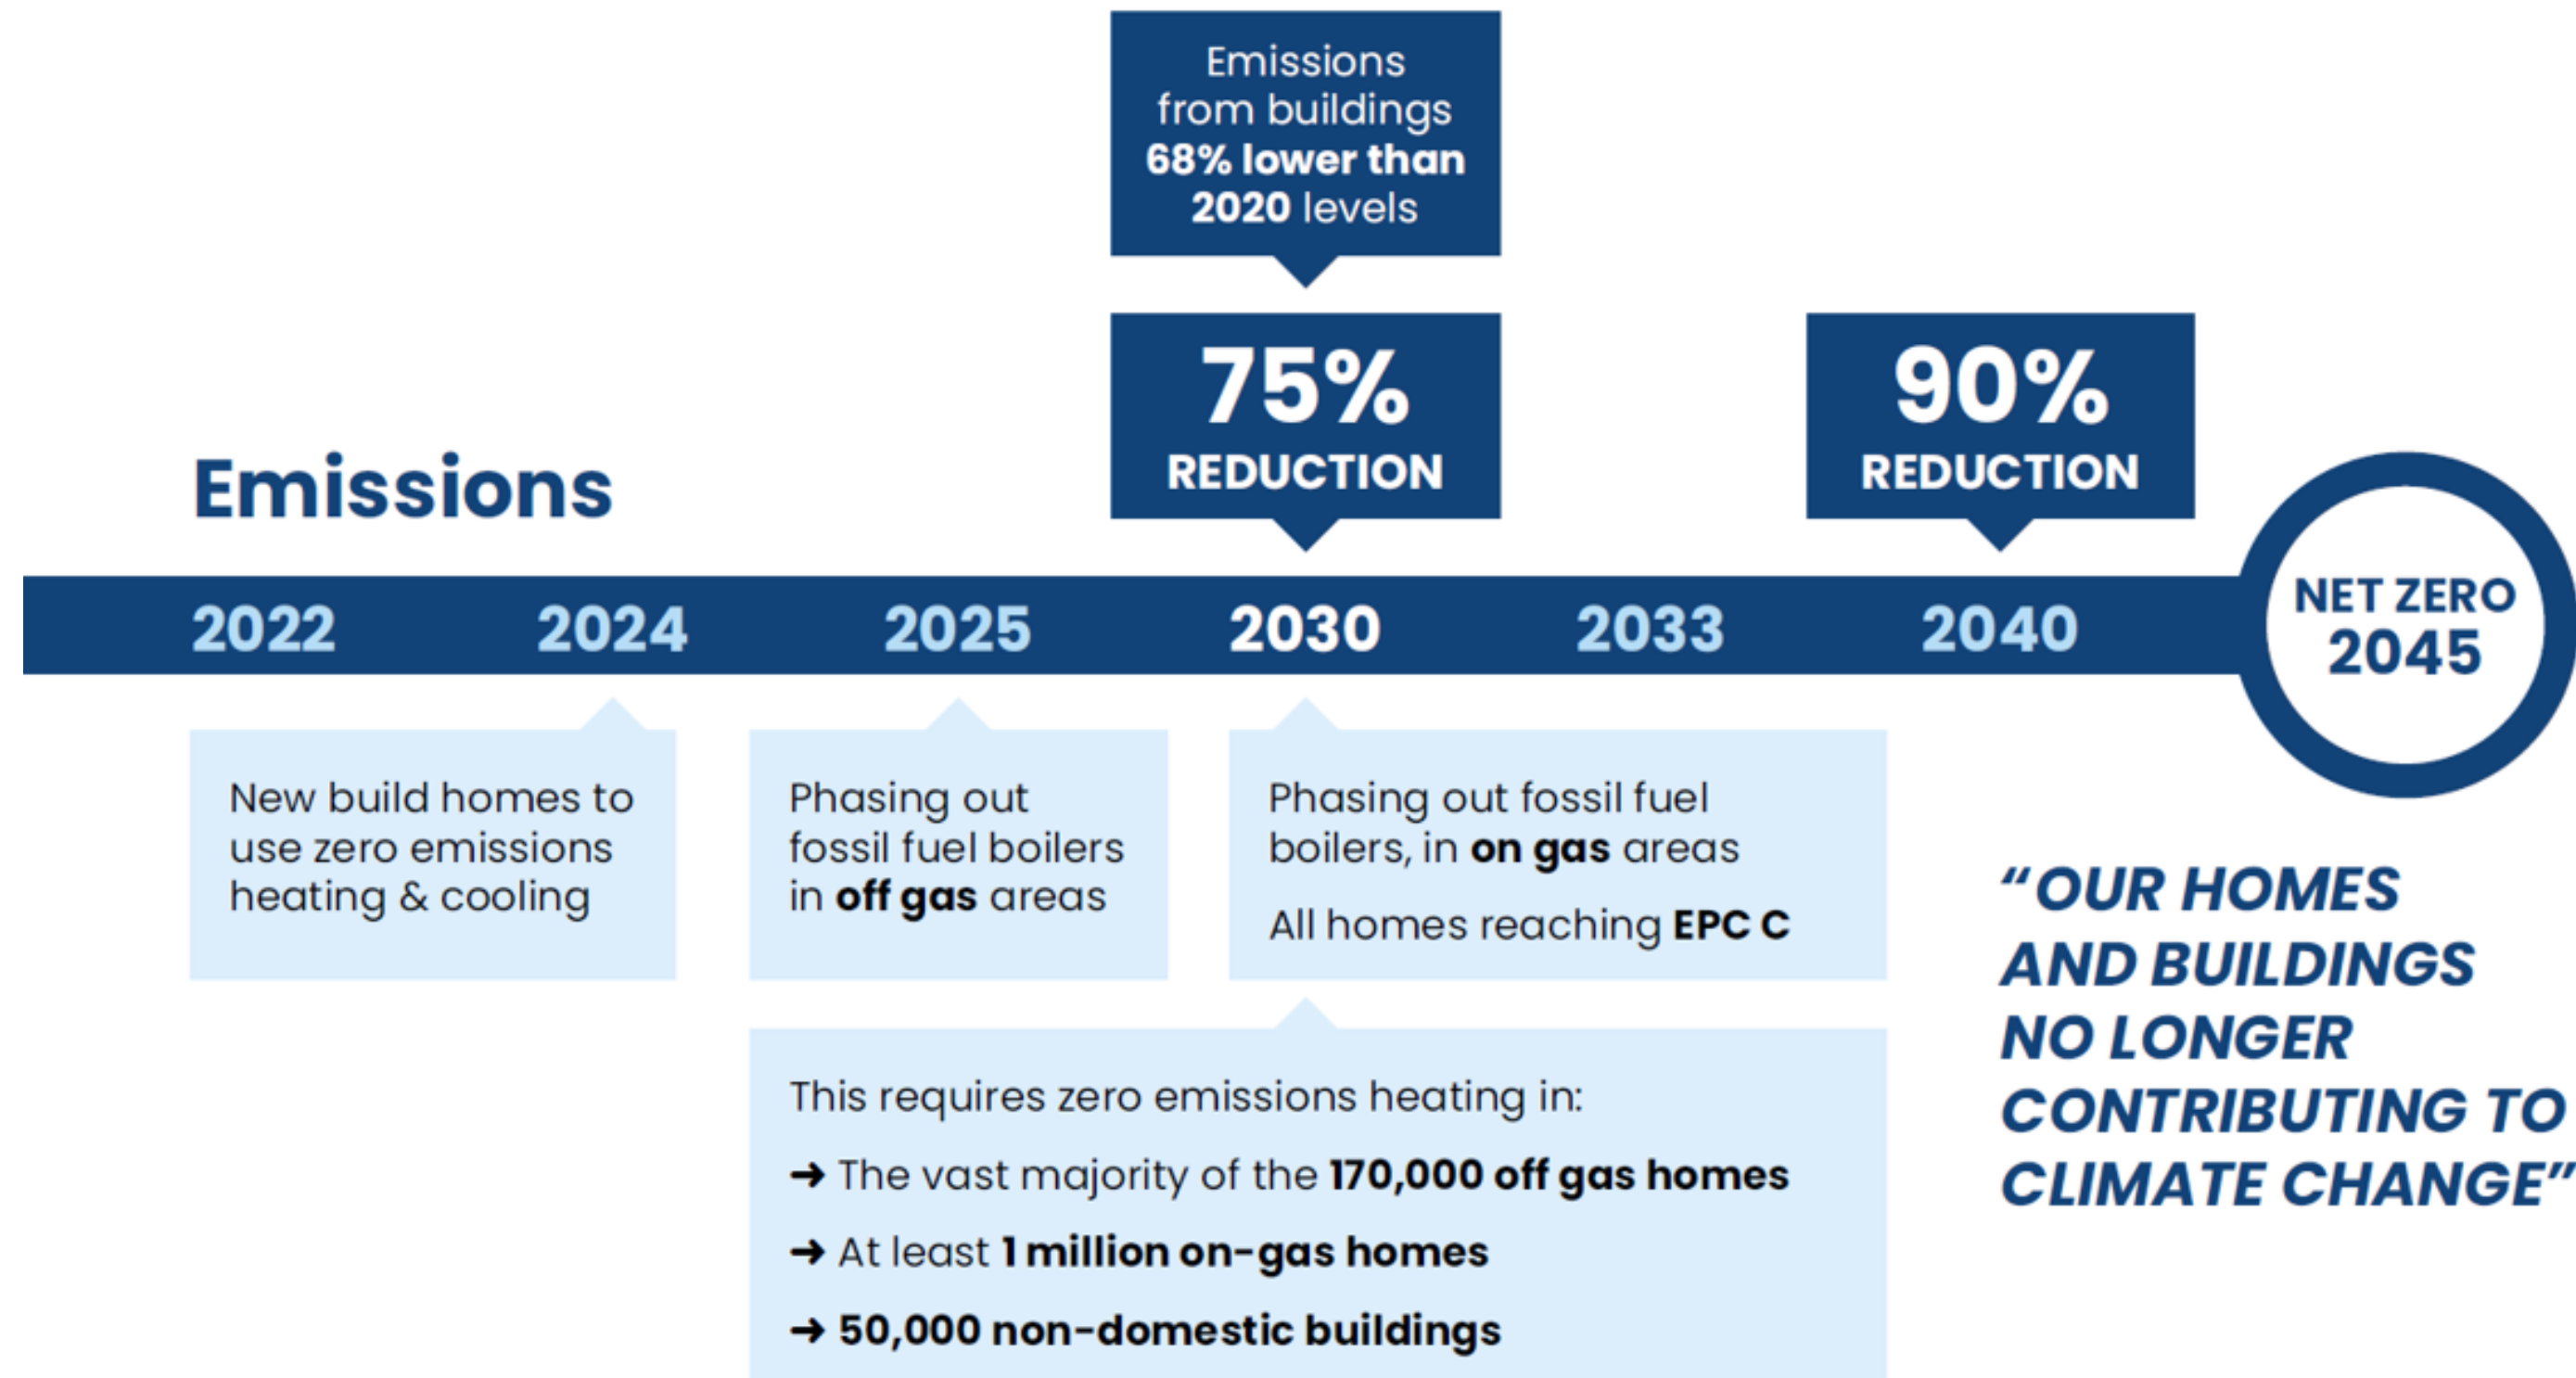 Emissions
from buildings
68% lower than
2020 levels
75%
REDUCTION
90%
REDUCTION
Emissions
2022 2024 2025 2030 2033 2040
NET ZERO
2045
New build homes to
use zero emissions
heating & cooling
Phasing out
fossil fuel boilers
in off gas areas
Phasing out fossil fuel
boilers, in on gas areas
All homes reaching EPC C
This requires zero emissions heating in:
➜ The vast majority of the 170,000 off gas homes
➜ At least 1 million on-gas homes
➜ 50,000 non-domestic buildings
“OUR HOMES
AND BUILDINGS
NO LONGER
CONTRIBUTING TO
CLIMATE CHANGE”